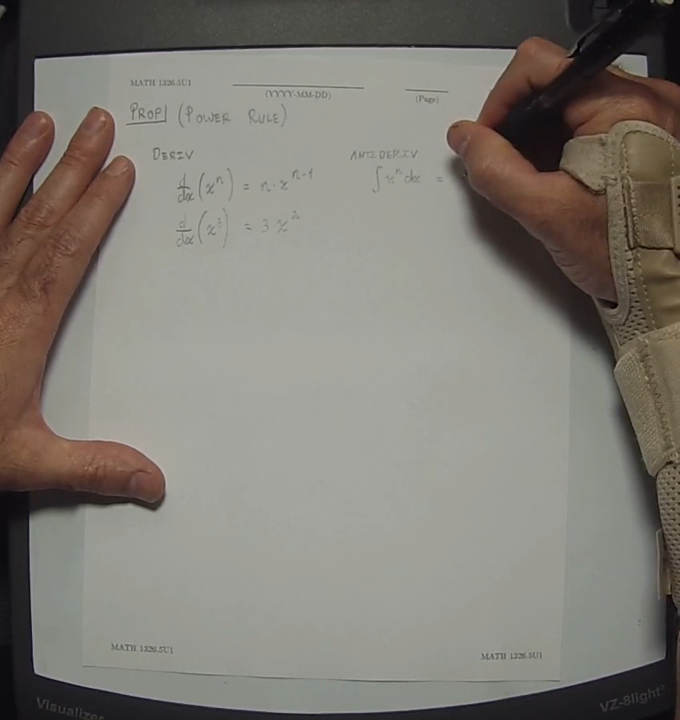 MATH 1326.5U1
(YYYY-MM-DD)
(Page)
PROP (POWER RULE)
DERIV
d/dx (x^n) = n · x^{n-1}
d/dx (x^3) = 3 x^2
ANTIDERIV
∫ x^n dx =
MATH 1326.5U1
MATH 1326.5U1
Visualizer
VZ-8light³